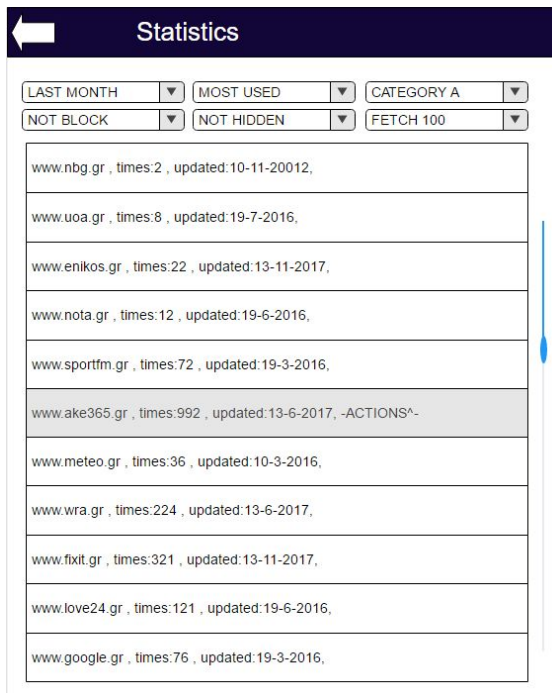 Statistics
LAST MONTH MOST USED CATEGORY A
NOT BLOCK NOT HIDDEN FETCH 100
www.nbg.gr , times:2 , updated:10-11-20012,
www.uoa.gr , times:8 , updated:19-7-2016,
www.enikos.gr , times:22 , updated:13-11-2017,
www.nota.gr , times:12 , updated:19-6-2016,
www.sportfm.gr , times:72 , updated:19-3-2016,
www.ake365.gr , times:992 , updated:13-6-2017, -ACTIONS^-
www.meteo.gr , times:36 , updated:10-3-2016,
www.wra.gr , times:224 , updated:13-6-2017,
www.fixit.gr , times:321 , updated:13-11-2017,
www.love24.gr , times:121 , updated:19-6-2016,
www.google.gr , times:76 , updated:19-3-2016,